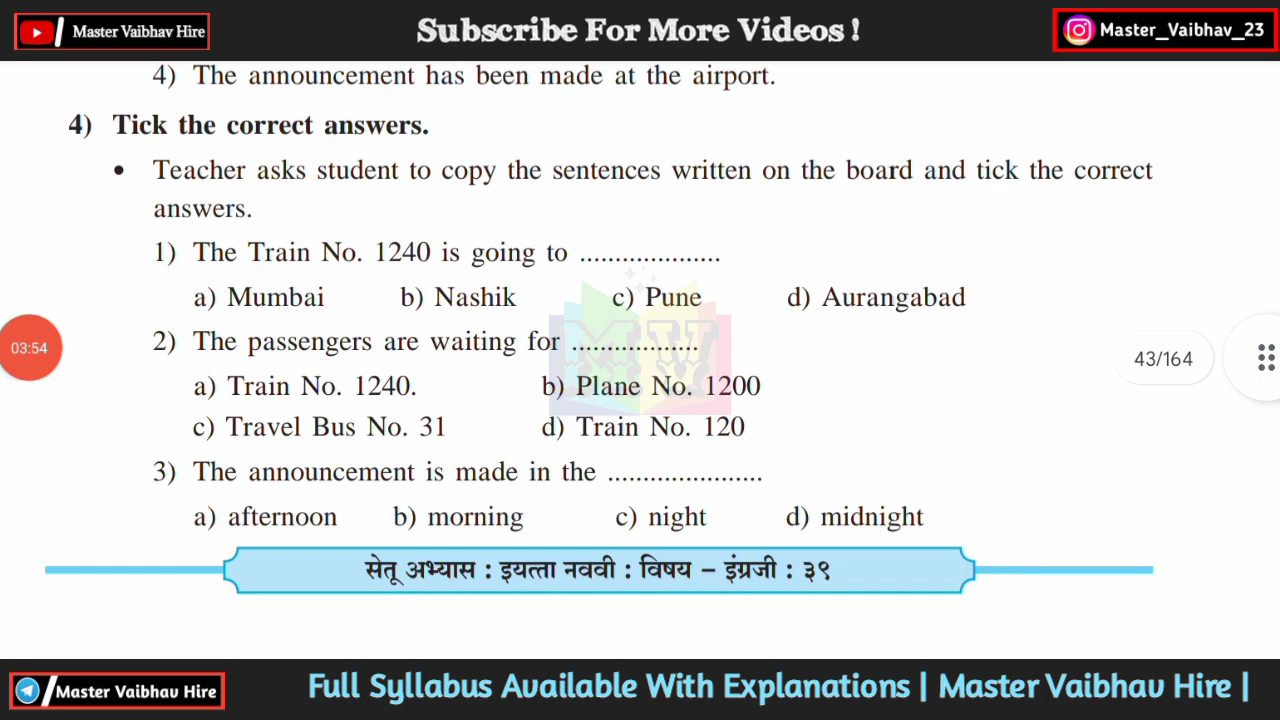 Master Vaibhav Hire
Subscribe For More Videos !
Master_Vaibhav_23
4) The announcement has been made at the airport.
4) Tick the correct answers.
• Teacher asks student to copy the sentences written on the board and tick the correct
answers.
1) The Train No. 1240 is going to ....................
a) Mumbai b) Nashik c) Pune d) Aurangabad
2) The passengers are waiting for ..................
03:54
43/164
a) Train No. 1240. b) Plane No. 1200
c) Travel Bus No. 31 d) Train No. 120
3) The announcement is made in the ......................
a) afternoon b) morning c) night d) midnight
MW
सेतू अभ्यास : इयत्ता नववी : विषय – इंग्रजी : ३९
Master Vaibhav Hire
Full Syllabus Available With Explanations | Master Vaibhav Hire |